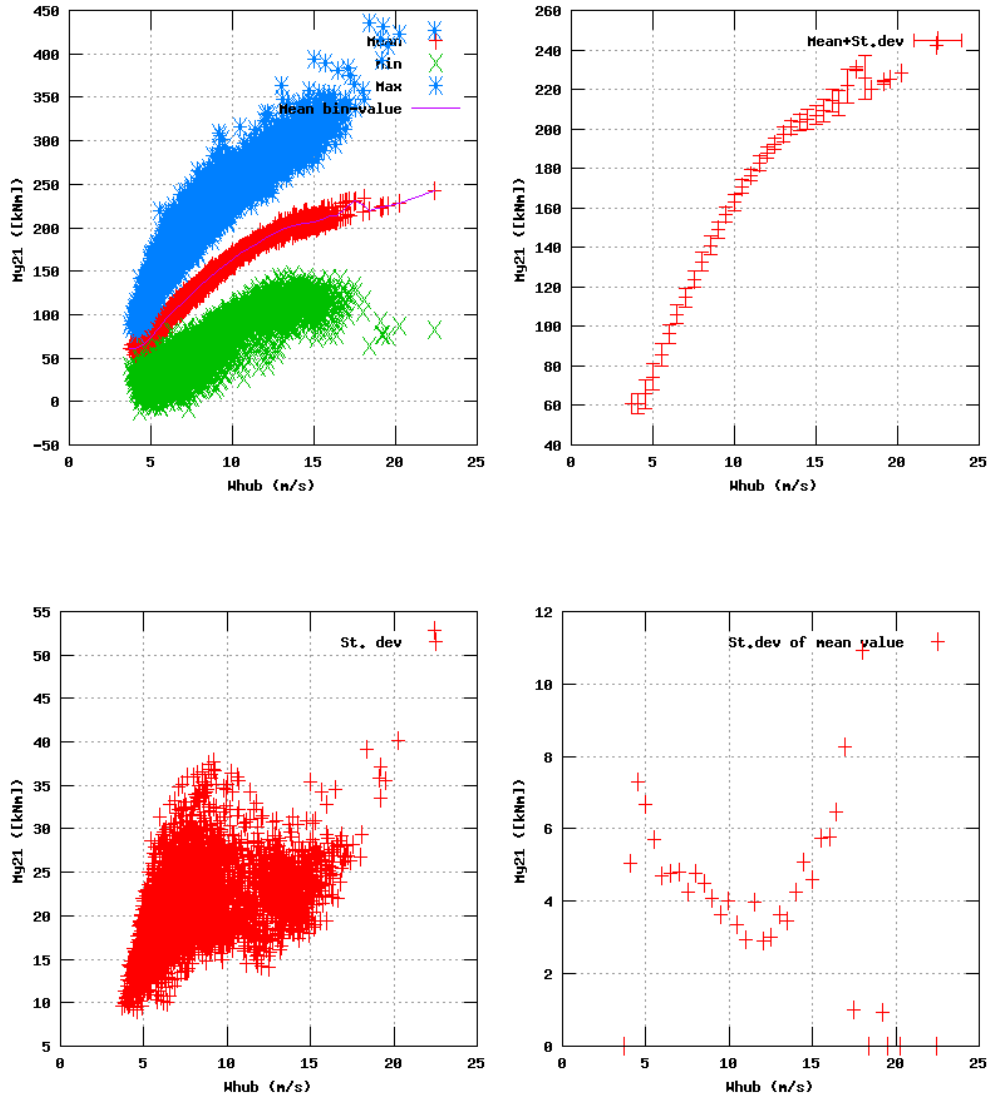 450
400
350
300
250
200
150
100
50
0
-50
My21 ([kNm]
0 5 10 15 20 25
Whub (m/s)
Mean
Min
Max
Mean bin-value
260
240
220
200
180
160
140
120
100
80
60
40
My21 ([kNm]
0 5 10 15 20 25
Whub (m/s)
Mean+St.dev
55
50
45
40
35
30
25
20
15
10
5
My21 ([kNm]
0 5 10 15 20 25
Whub (m/s)
St. dev
12
10
8
6
4
2
0
My21 ([kNm]
0 5 10 15 20 25
Whub (m/s)
St.dev of mean value